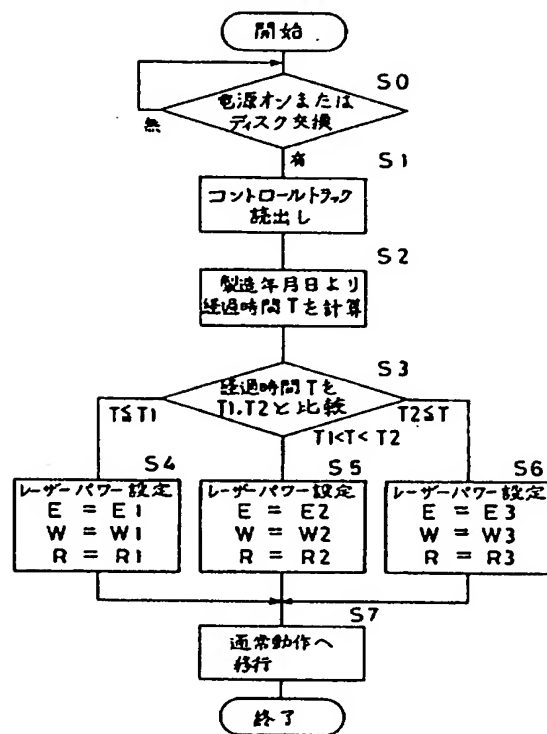 開始
S0
電源オンまたは
ディスク交換
無
有
S1
コントロールトラック
読出し
S2
製造年月日より
経過時間Tを計算
S3
経過時間Tを
T1,T2と比較
T≦T1
T1<T<T2
T2≦T
S4
レーザーパワー設定
E = E1
W = W1
R = R1
S5
レーザーパワー設定
E = E2
W = W2
R = R2
S6
レーザーパワー設定
E = E3
W = W3
R = R3
S7
通常動作へ
移行
終了